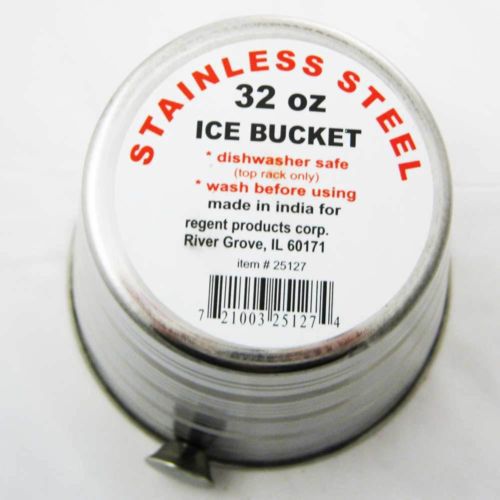 STAINLESS STEEL
32 oz
ICE BUCKET
* dishwasher safe
(top rack only)
* wash before using
made in india for
regent products corp.
River Grove, IL 60171
item # 25127
7 21003 25127 4